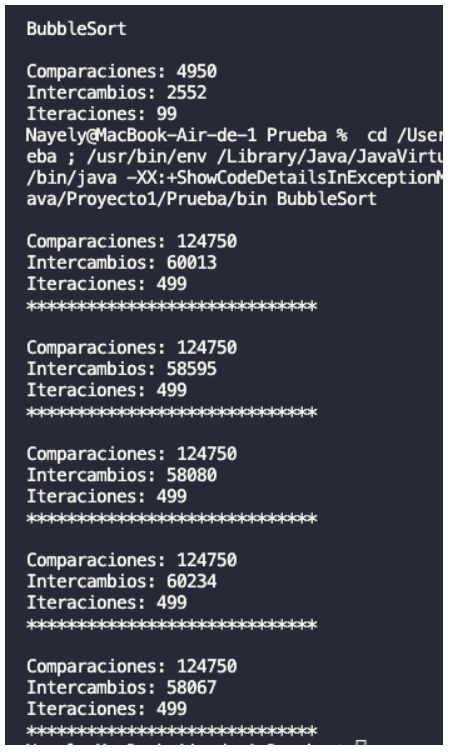 BubbleSort
Comparaciones: 4950
Intercambios: 2552
Iteraciones: 99
Nayely@MacBook-Air-de-1 Prueba %  cd /User
eba ; /usr/bin/env /Library/Java/JavaVirtu
/bin/java -XX:+ShowCodeDetailsInExceptionM
ava/Proyecto1/Prueba/bin BubbleSort
Comparaciones: 124750
Intercambios: 60013
Iteraciones: 499
*****************************
Comparaciones: 124750
Intercambios: 58595
Iteraciones: 499
*****************************
Comparaciones: 124750
Intercambios: 58080
Iteraciones: 499
*****************************
Comparaciones: 124750
Intercambios: 60234
Iteraciones: 499
*****************************
Comparaciones: 124750
Intercambios: 58067
Iteraciones: 499
*****************************